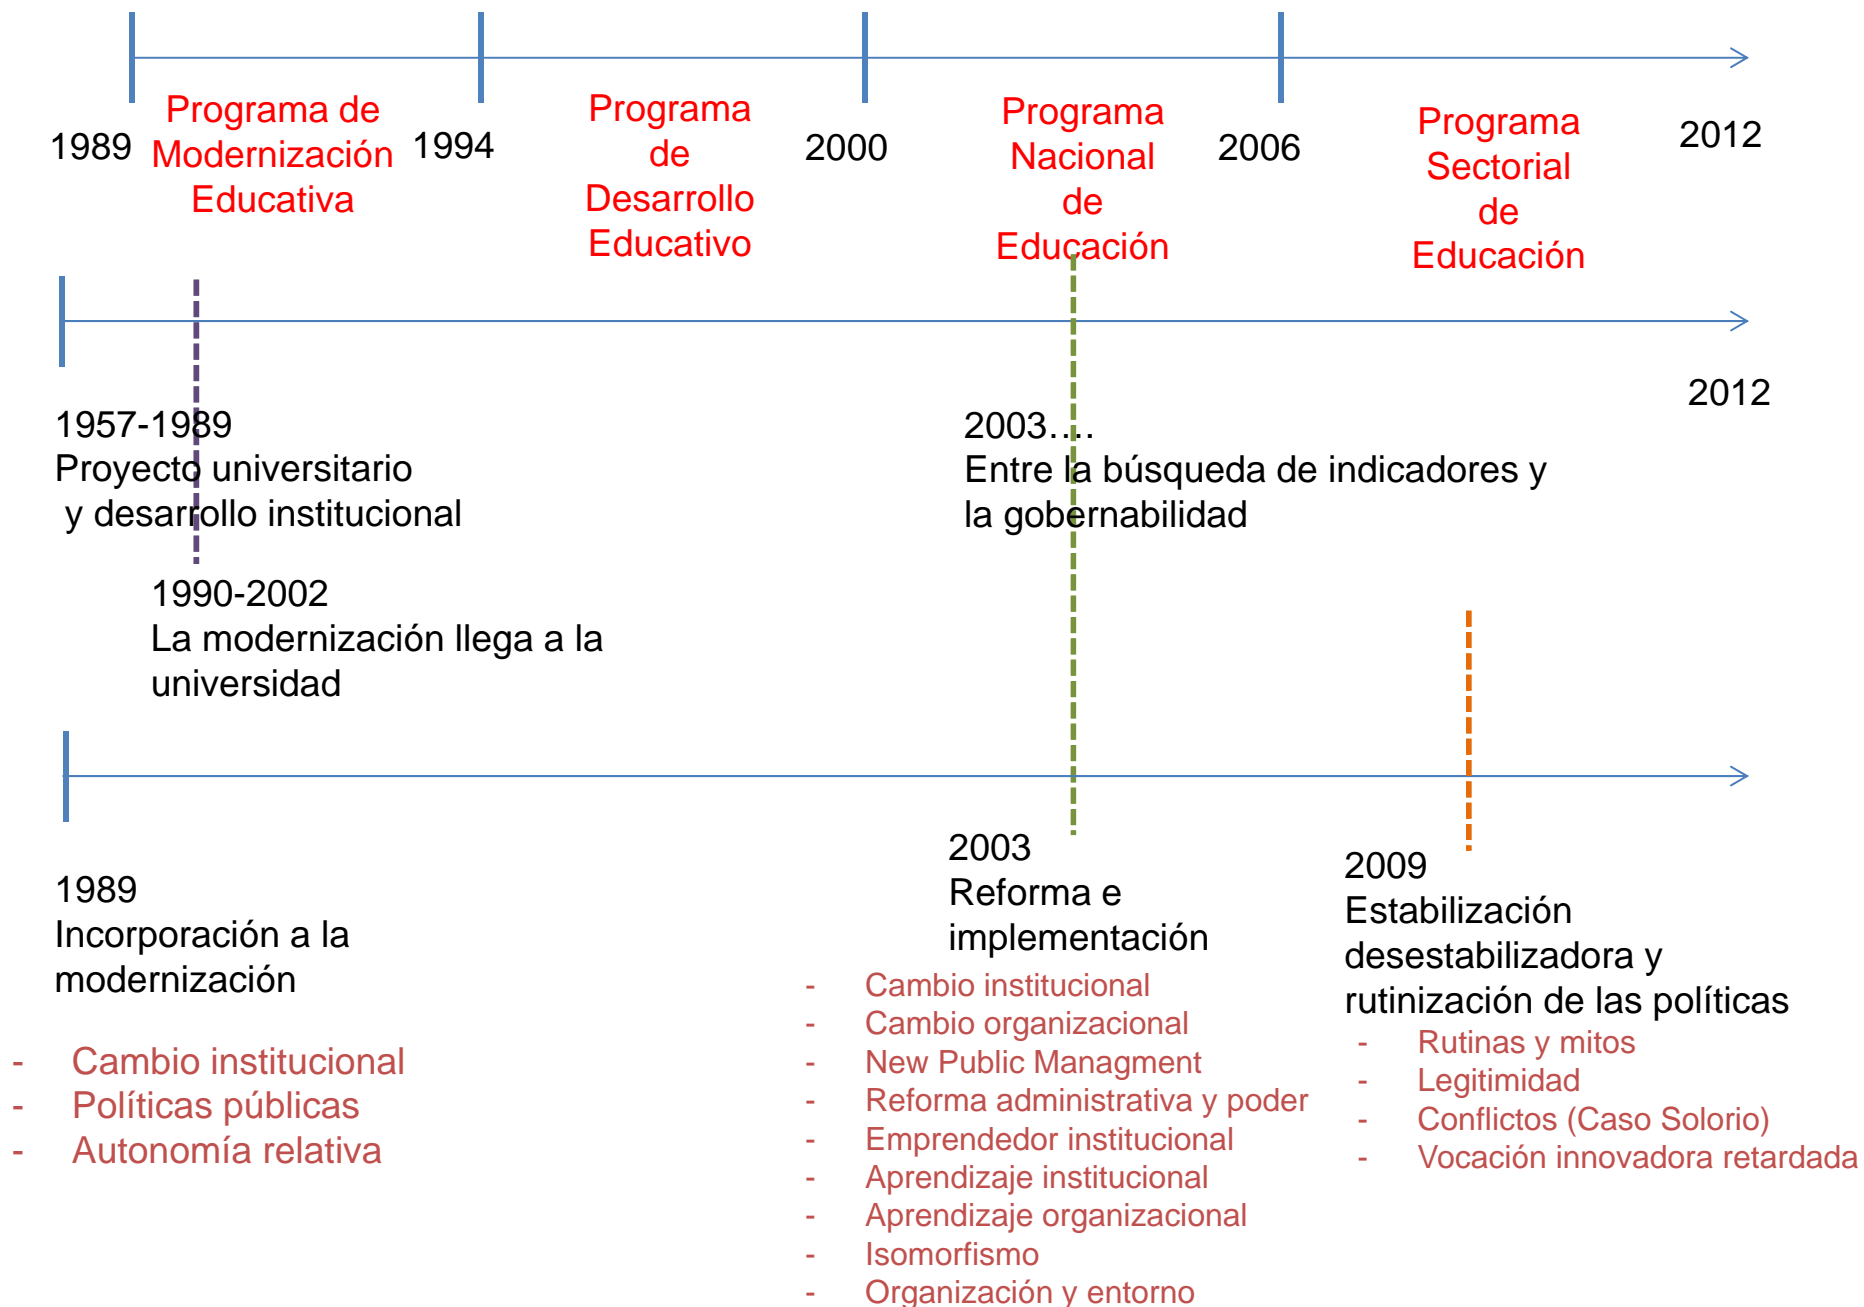 1989
Programa de
Modernización
Educativa
1994
Programa
de
Desarrollo
Educativo
2000
Programa
Nacional
de
Educación
2006
Programa
Sectorial
de
Educación
2012
2012
1957-1989
Proyecto universitario
y desarrollo institucional
2003….
Entre la búsqueda de indicadores y
la gobernabilidad
1990-2002
La modernización llega a la
universidad
1989
Incorporación a la
modernización
- Cambio institucional
- Políticas públicas
- Autonomía relativa
2003
Reforma e
implementación
- Cambio institucional
- Cambio organizacional
- New Public Managment
- Reforma administrativa y poder
- Emprendedor institucional
- Aprendizaje institucional
- Aprendizaje organizacional
- Isomorfismo
- Organización y entorno
2009
Estabilización
desestabilizadora y
rutinización de las políticas
- Rutinas y mitos
- Legitimidad
- Conflictos (Caso Solorio)
- Vocación innovadora retardada